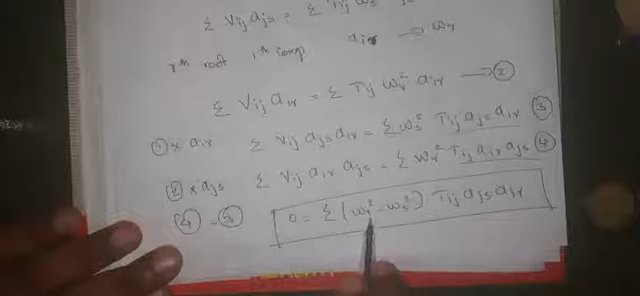 Σ Vij ajs = Σ Tij ωs²
rth root ith comp air → ωr
Σ Vij air = Σ Tij ωr² air → ②
① × air Σ Vij ajs air = Σ ωs² Tij ajs air ③
② × ajs Σ Vij air ajs = Σ ωr² Tij air ajs ④
④ - ③ 0 = Σ (ωr² - ωs²) Tij ajs air